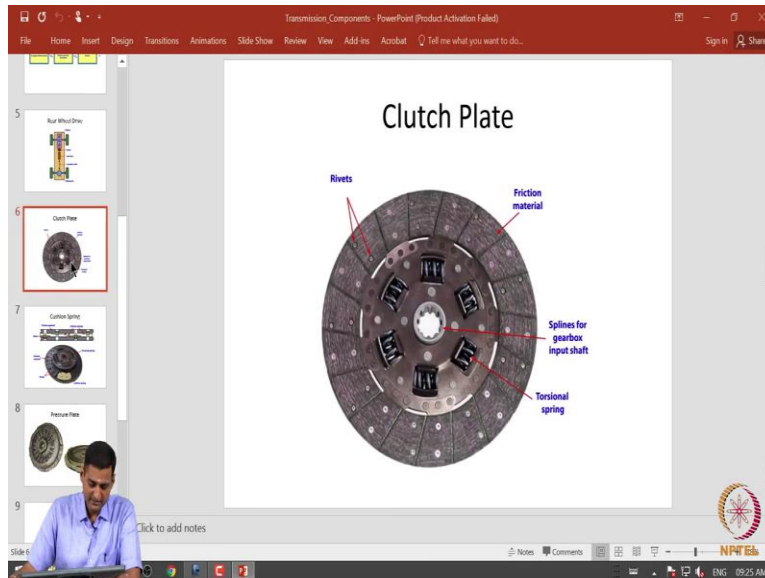 Transmission_Components - PowerPoint (Product Activation Failed)
File Home Insert Design Transitions Animations Slide Show Review View Add-ins Acrobat Tell me what you want to do...
Sign in Share
5
Rear Wheel Drive
6
Clutch Plate
7
Cushion Spring
8
Pressure Plate
9
Clutch Plate
Rivets
Friction
material
Splines for
gearbox
input shaft
Torsional
spring
Click to add notes
Slide 6
Notes Comments
NPTEL
ENG 09:25 AM